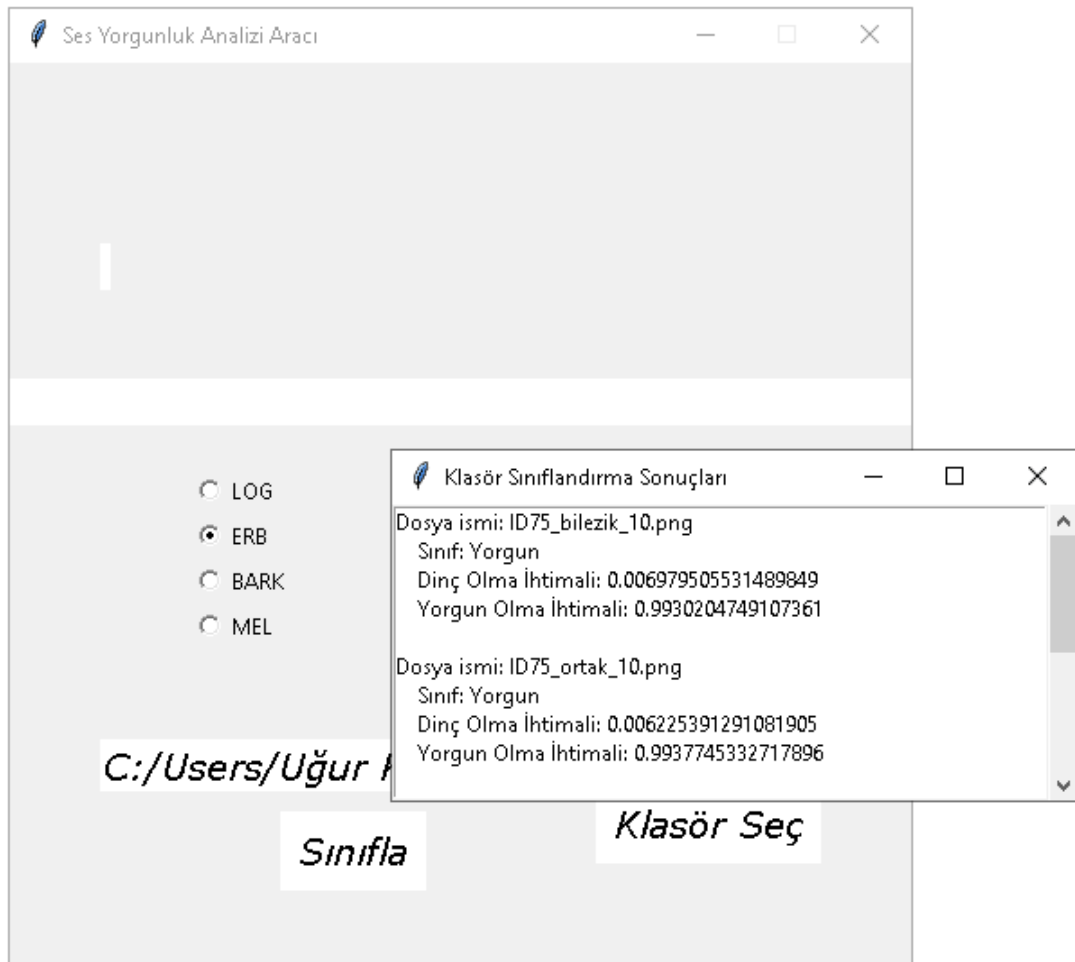 Ses Yorgunluk Analizi Aracı
LOG
ERB
BARK
MEL
Klasör Sınıflandırma Sonuçları
Dosya ismi: ID75_bilezik_10.png
Sınıf: Yorgun
Dinç Olma İhtimali: 0.006979505531489849
Yorgun Olma İhtimali: 0.9930204749107361
Dosya ismi: ID75_ortak_10.png
Sınıf: Yorgun
Dinç Olma İhtimali: 0.006225391291081905
Yorgun Olma İhtimali: 0.9937745332717896
C:/Users/Uğur
Klasör Seç
Sınıfla